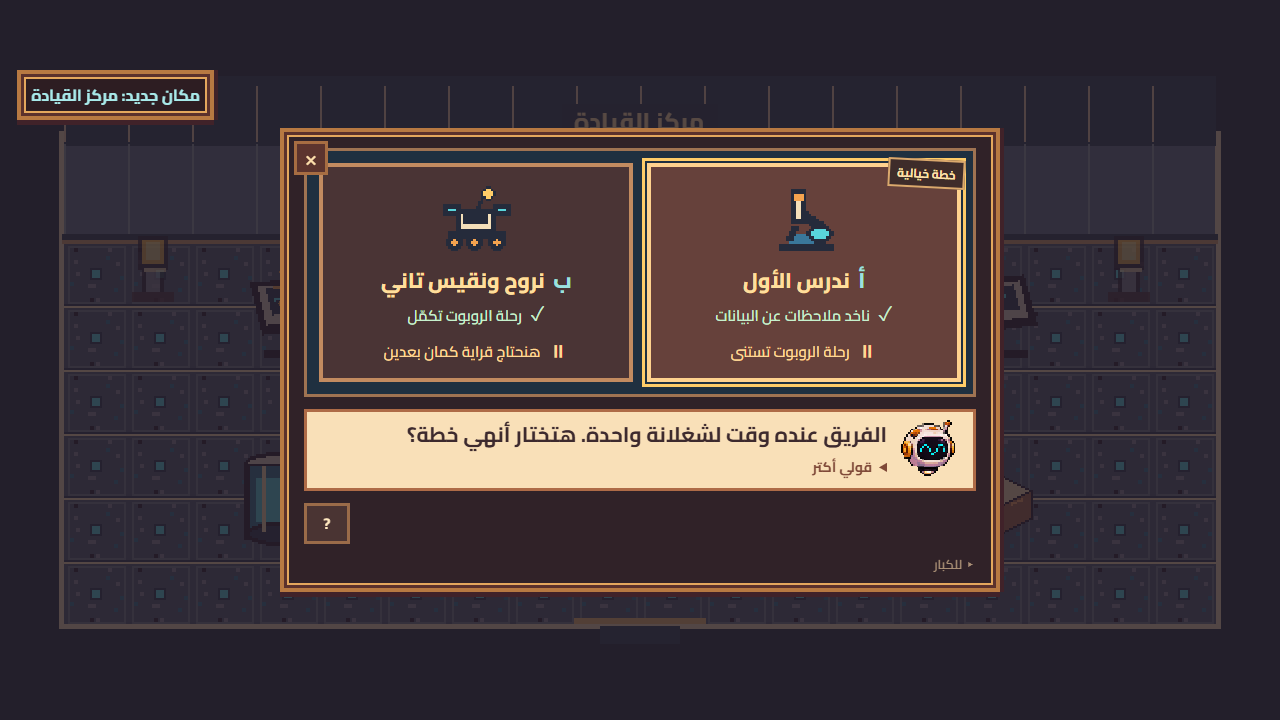 مكان جديد: مركز القيادة
مركز القيادة
×
خطة خيالية
أ ندرس الأول
✓ ناخد ملاحظات عن البيانات
رحلة الروبوت تستنى
ب نروح ونقيس تاني
✓ رحلة الروبوت تكمّل
هنحتاج قراية كمان بعدين
الفريق عنده وقت لشغلانة واحدة. هتختار أنهي خطة؟
◀ قولي أكتر
?
▸ للكبار